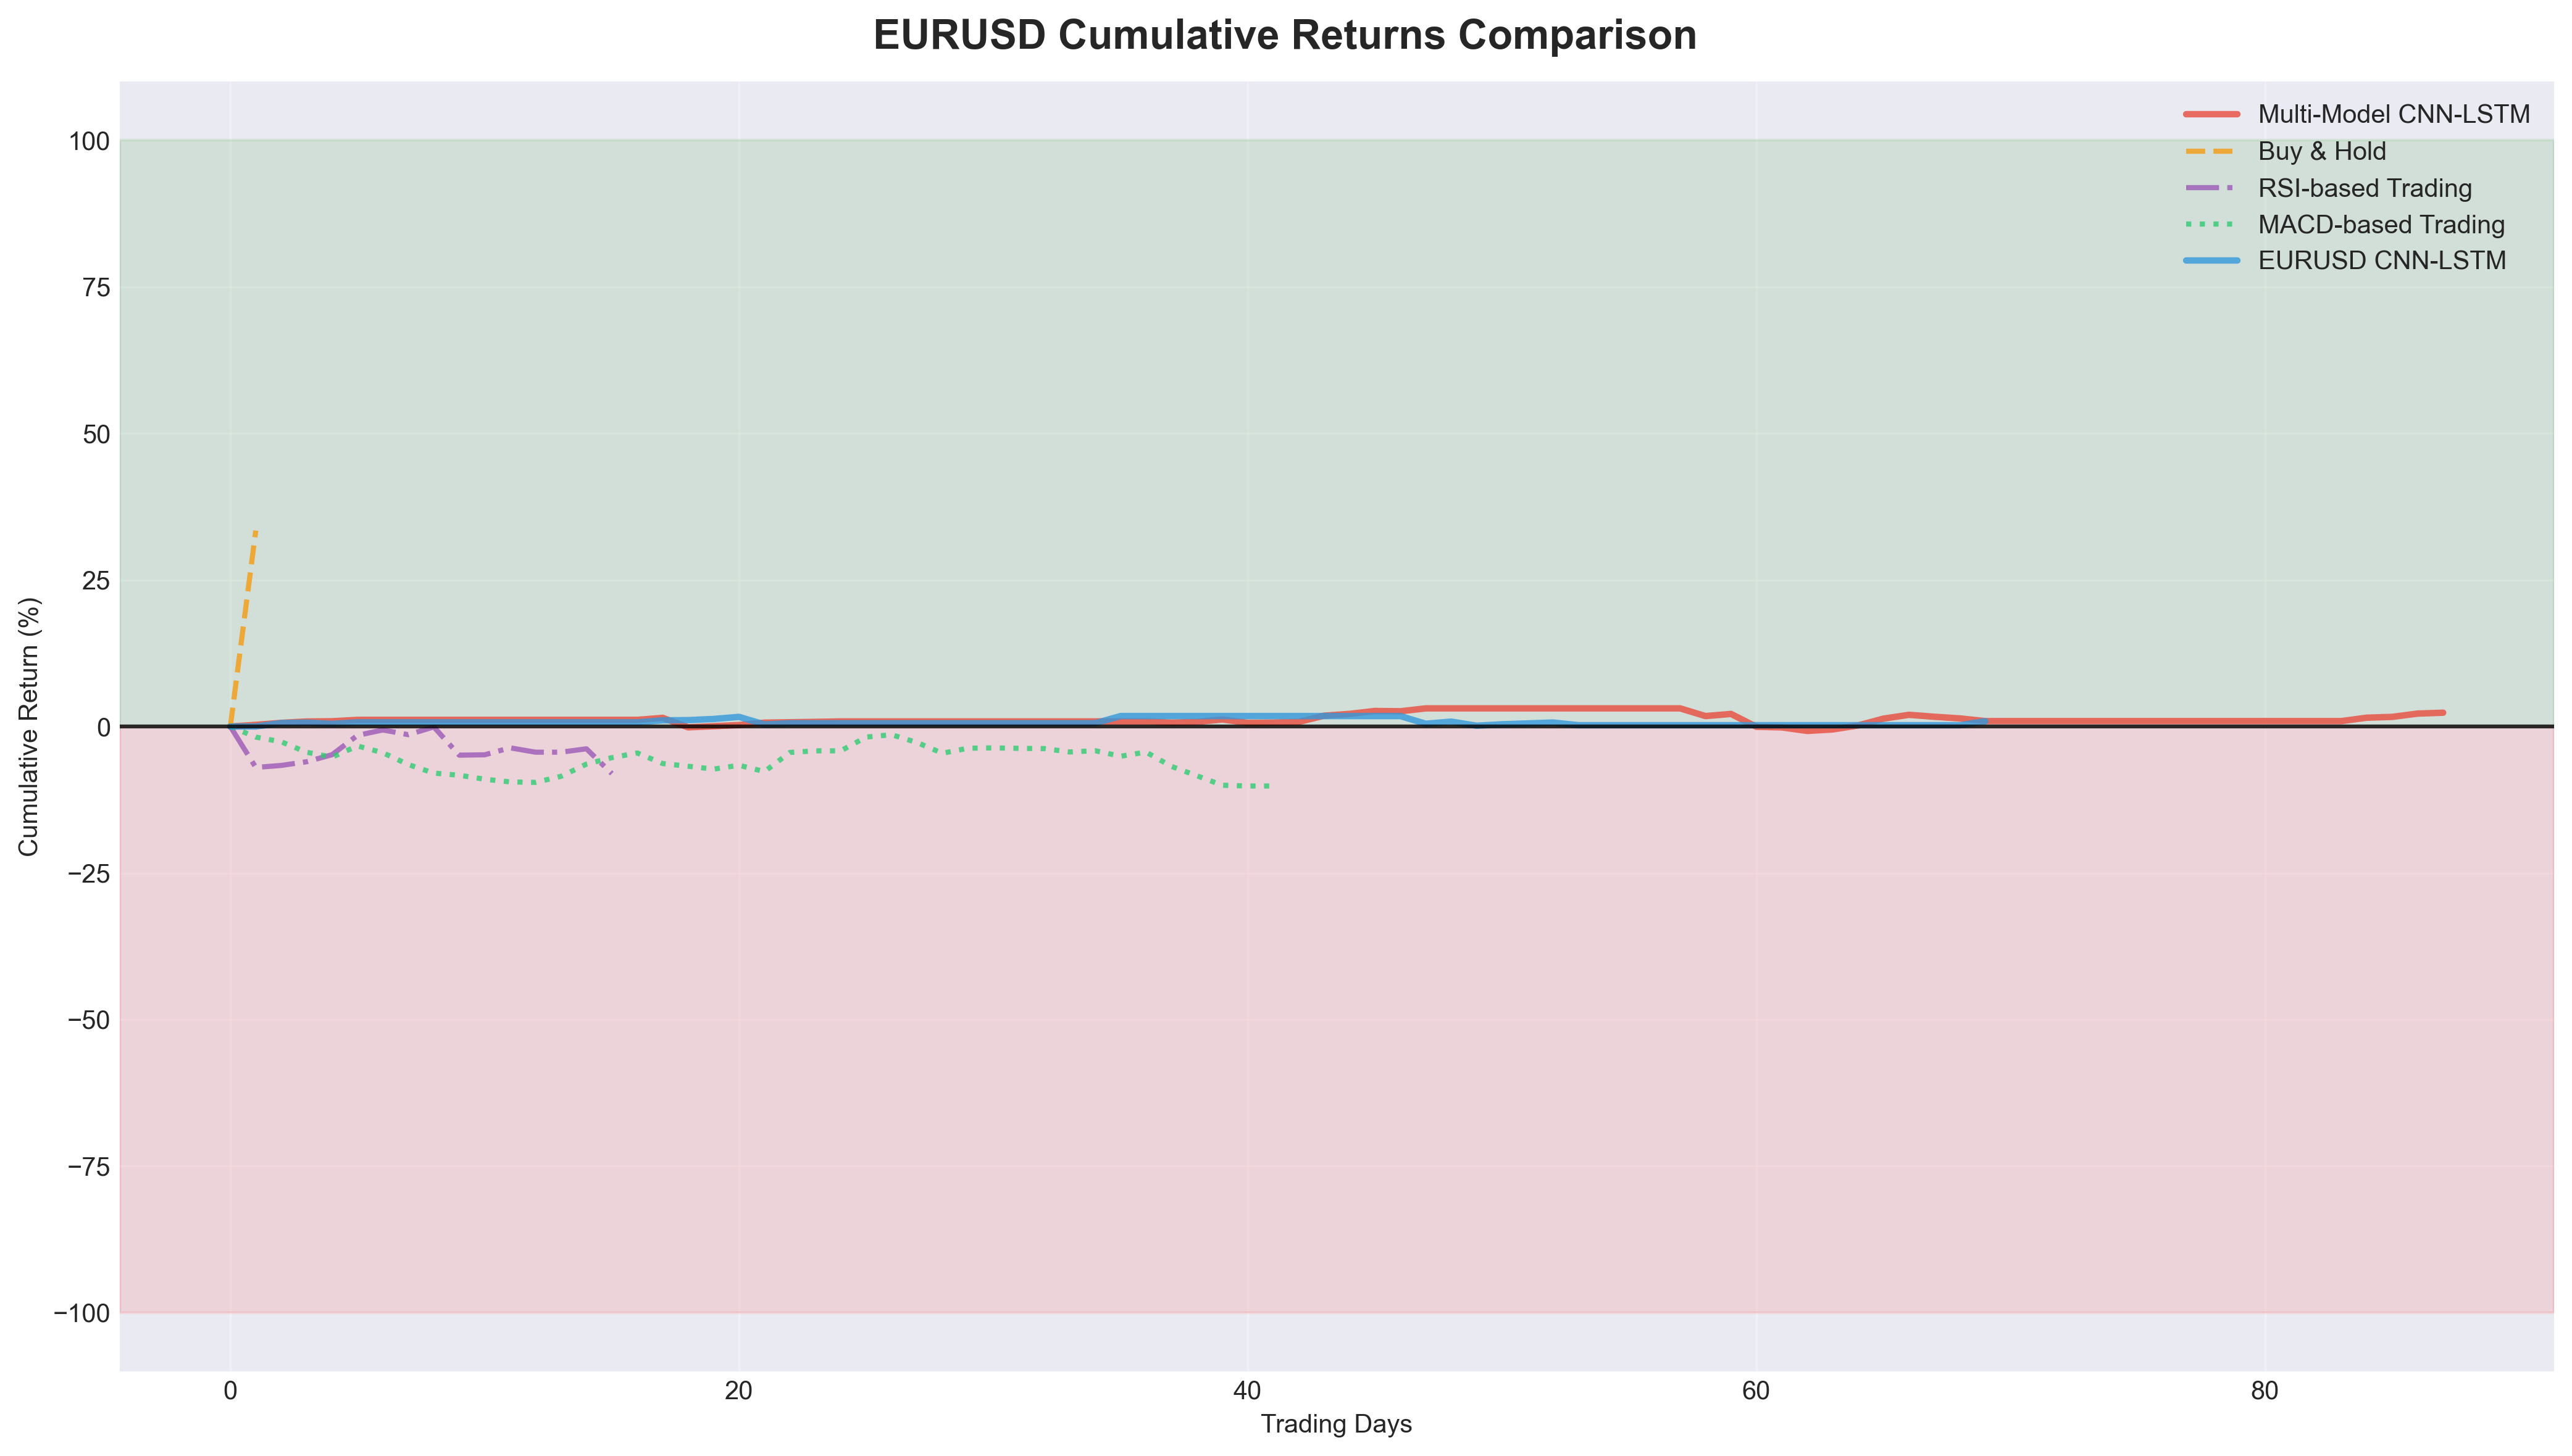 EURUSD Cumulative Returns Comparison
Multi-Model CNN-LSTM
Buy & Hold
RSI-based Trading
MACD-based Trading
EURUSD CNN-LSTM
100
75
50
25
0
−25
−50
−75
−100
Cumulative Return (%)
0 20 40 60 80
Trading Days